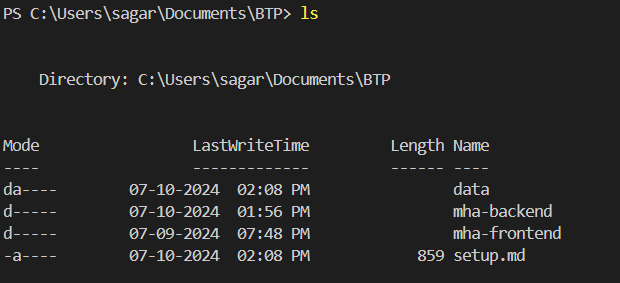 PS C:\Users\sagar\Documents\BTP> ls
Directory: C:\Users\sagar\Documents\BTP
Mode                 LastWriteTime         Length Name
----                 -------------         ------ ----
da----        07-10-2024  02:08 PM                data
d-----        07-10-2024  01:56 PM                mha-backend
d-----        07-09-2024  07:48 PM                mha-frontend
-a----        07-10-2024  02:08 PM            859 setup.md